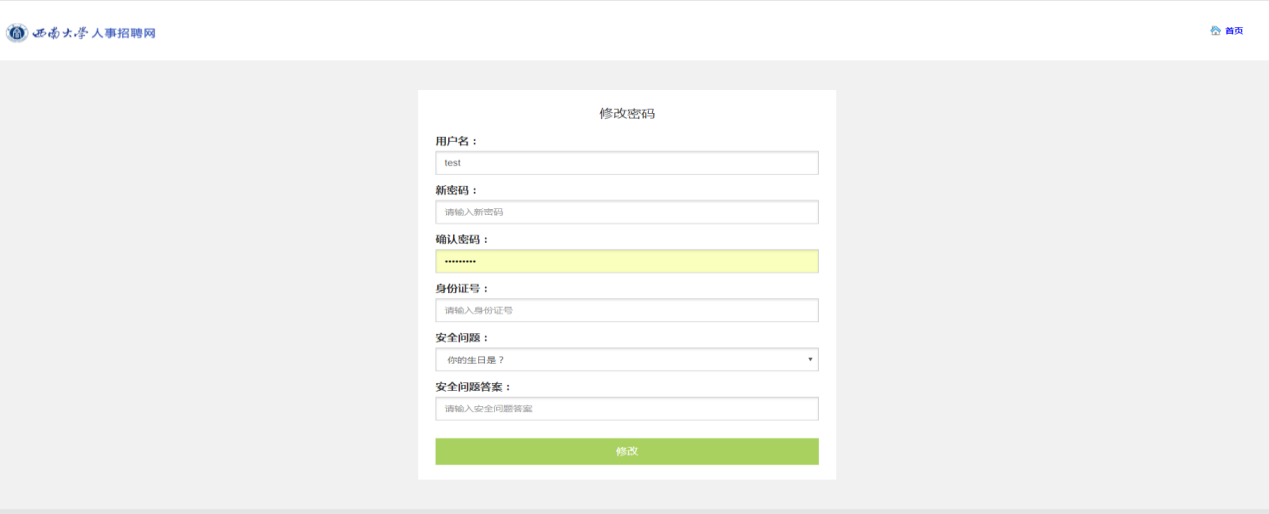 西南大学人事招聘网
首页
修改密码
用户名：
test
新密码：
请输入新密码
确认密码：
•••••••••
身份证号：
请输入身份证号
安全问题：
你的生日是？
安全问题答案：
请输入安全问题答案
修改